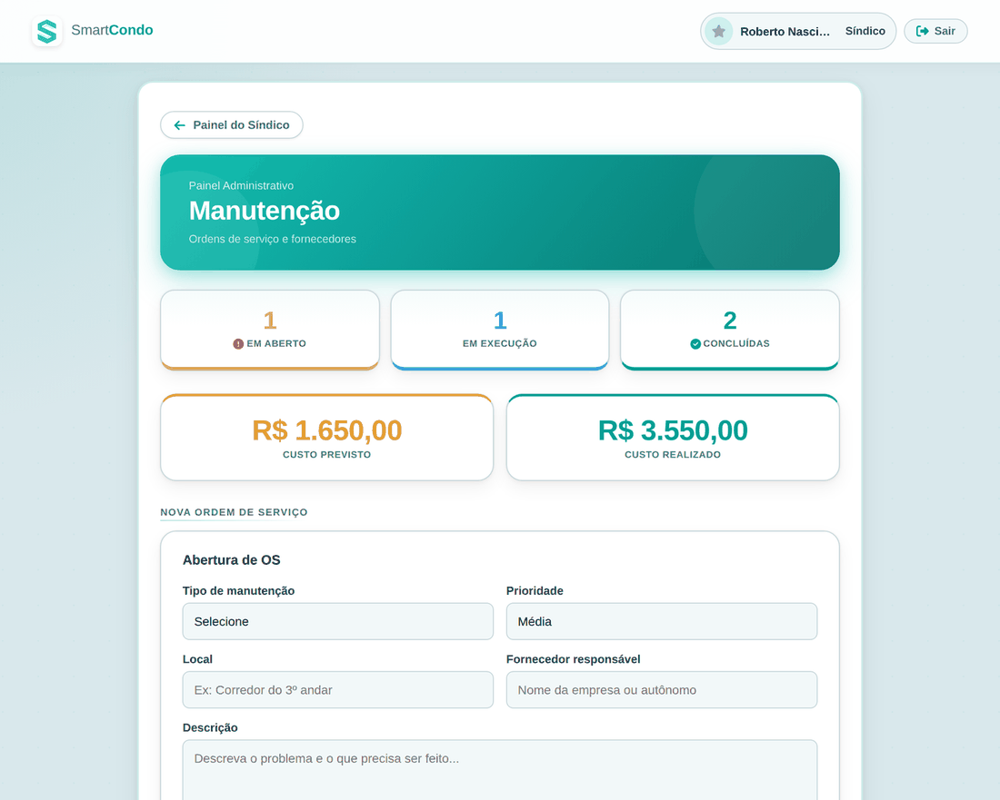 SmartCondo
Roberto Nasci... Síndico
Sair
Painel do Síndico
Painel Administrativo
Manutenção
Ordens de serviço e fornecedores
1
EM ABERTO
1
EM EXECUÇÃO
2
CONCLUÍDAS
R$ 1.650,00
CUSTO PREVISTO
R$ 3.550,00
CUSTO REALIZADO
NOVA ORDEM DE SERVIÇO
Abertura de OS
Tipo de manutenção
Selecione
Prioridade
Média
Local
Ex: Corredor do 3º andar
Fornecedor responsável
Nome da empresa ou autônomo
Descrição
Descreva o problema e o que precisa ser feito...